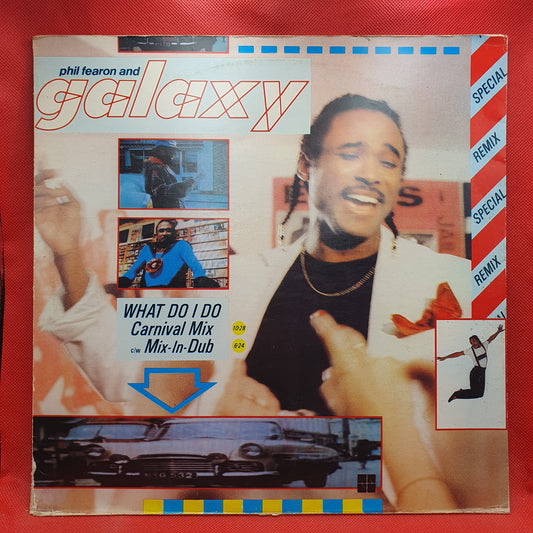 phil fearon and
galaxy
SPECIAL
REMIX
SPECIAL
REMIX
WHAT DO I DO
Carnival Mix
c/w Mix-In-Dub
10:28
6:24